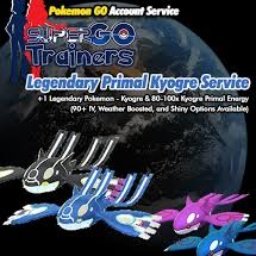 Pokemon GO Account Service
SUPER GO
Trainers
Legendary Primal Kyogre Service
+1 Legendary Pokemon - Kyogre & 80-100x Kyogre Primal Energy
(90+ IV, Weather Boosted, and Shiny Options Available)